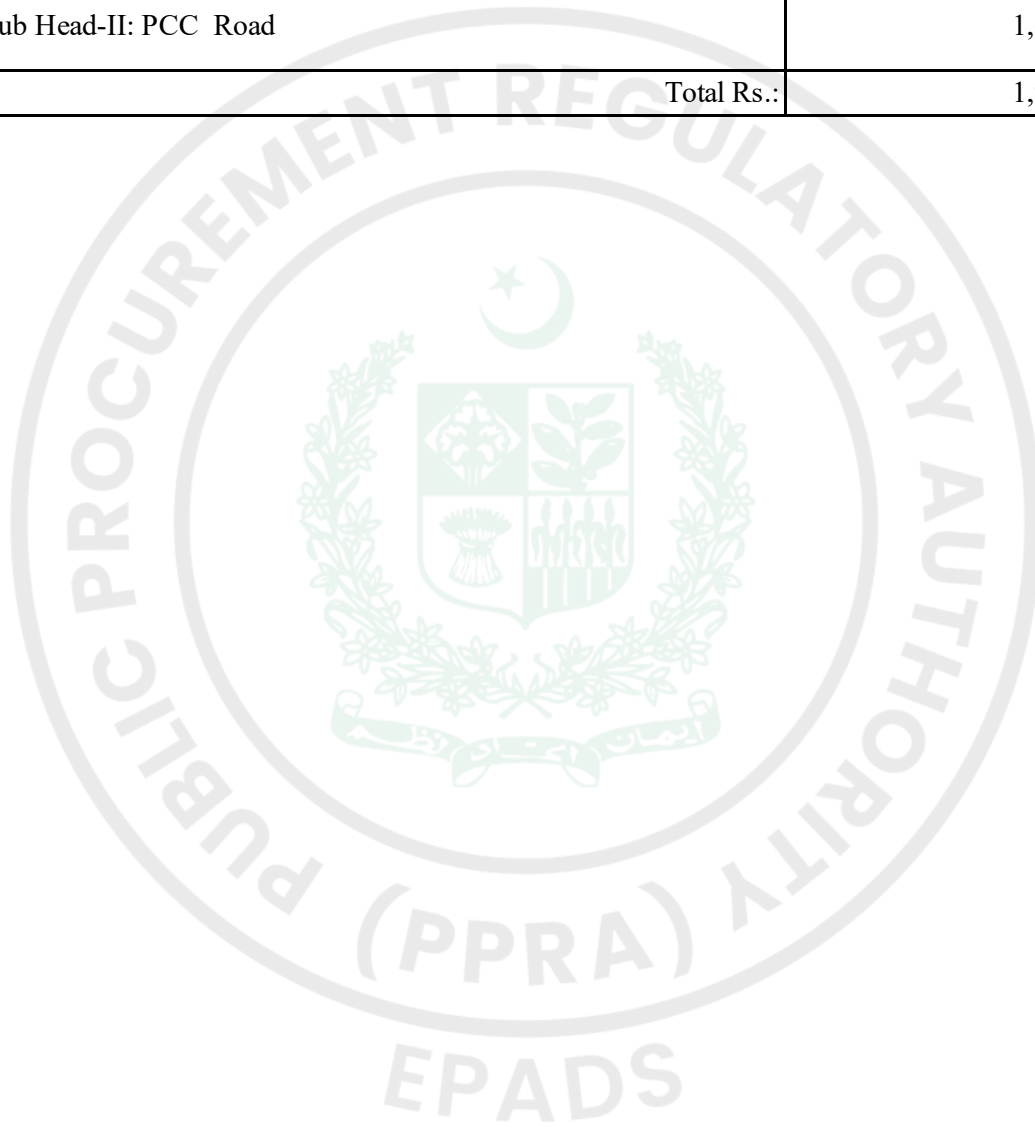 ub Head-II: PCC Road 1,
Total Rs.: 1,
PUBLIC PROCUREMENT REGULATORY AUTHORITY
(PPRA)
EPADS